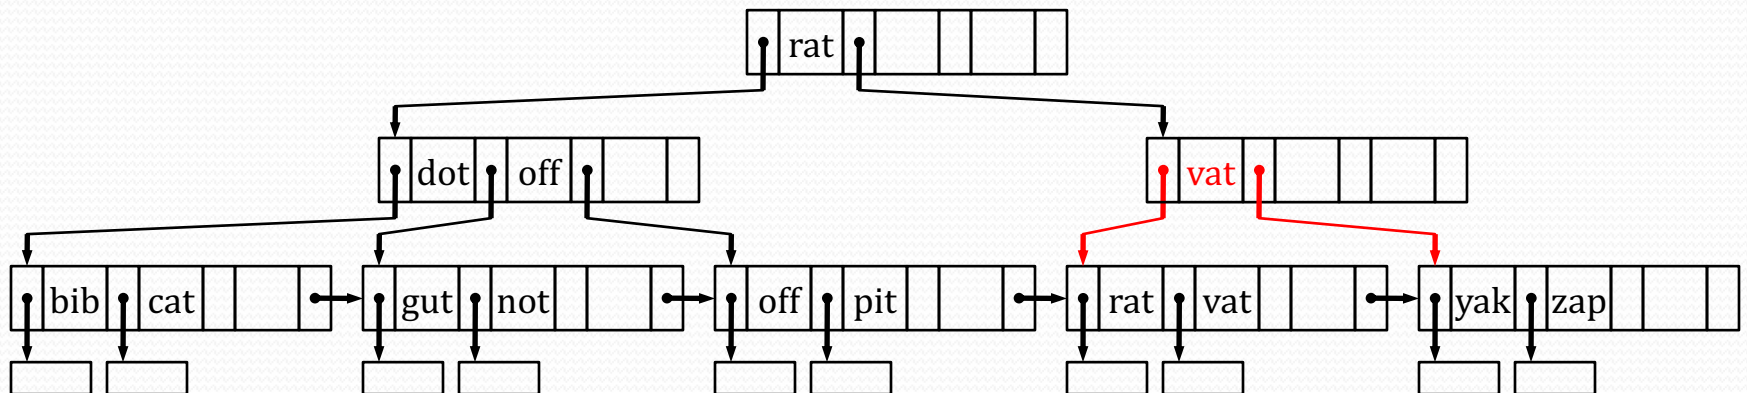 rat
dot off vat
bib cat gut not off pit rat vat yak zap